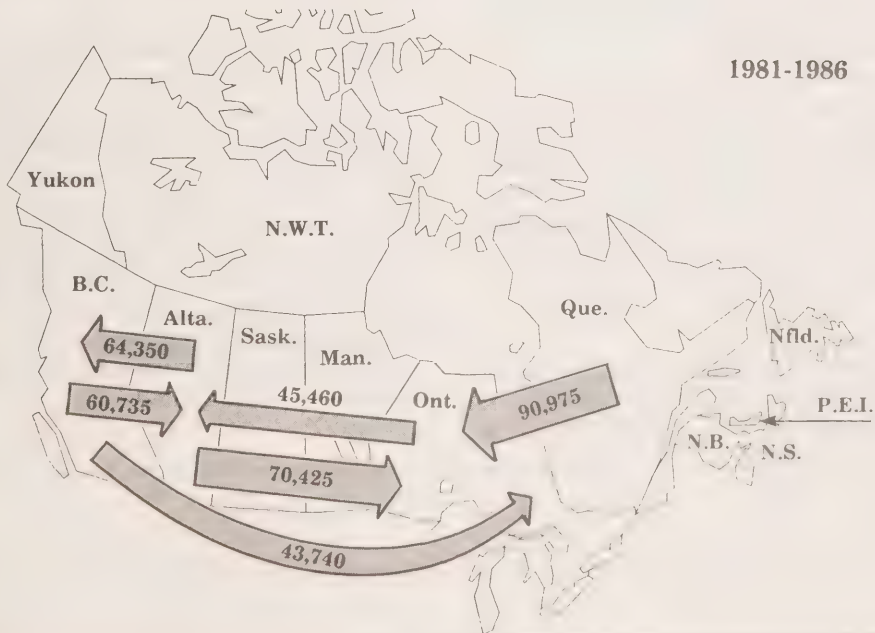 1981-1986
Yukon
N.W.T.
B.C.
Alta.
Sask.
Man.
Ont.
Que.
Nfld.
P.E.I.
N.B.
N.S.
64,350
60,735
45,460
90,975
70,425
43,740